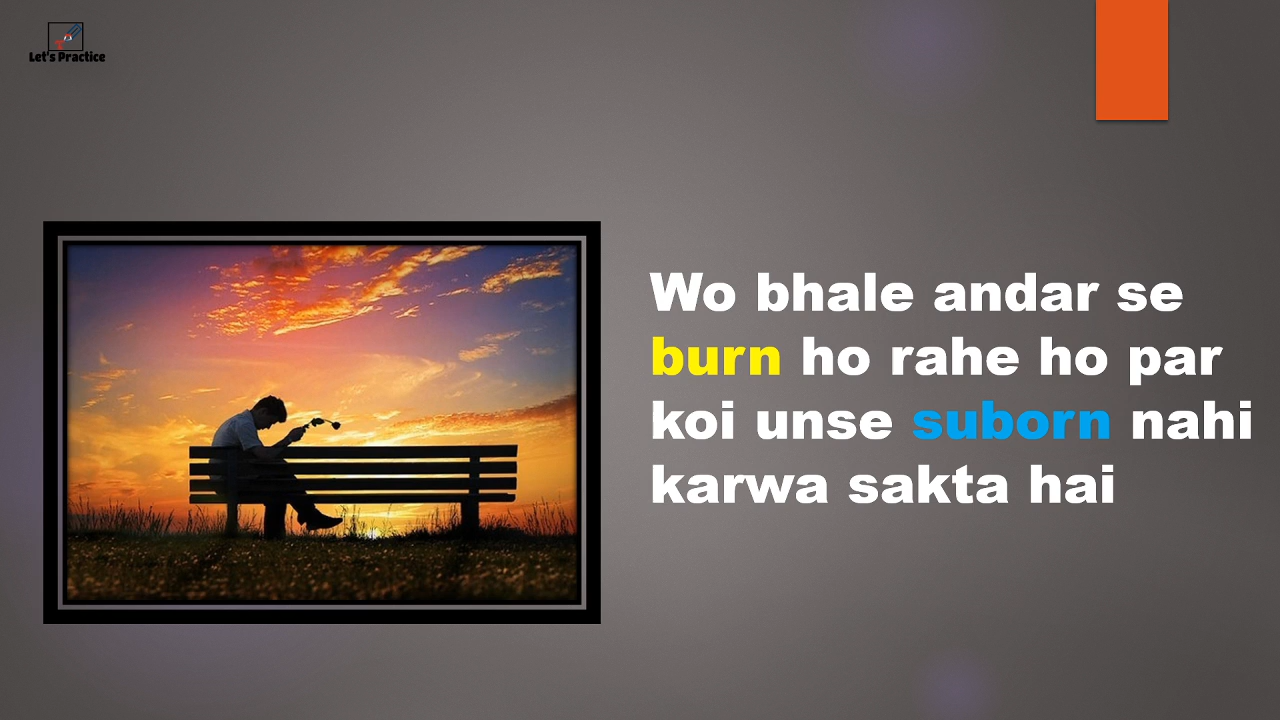 Let's Practice
Wo bhale andar se
burn ho rahe ho par
koi unse suborn nahi
karwa sakta hai